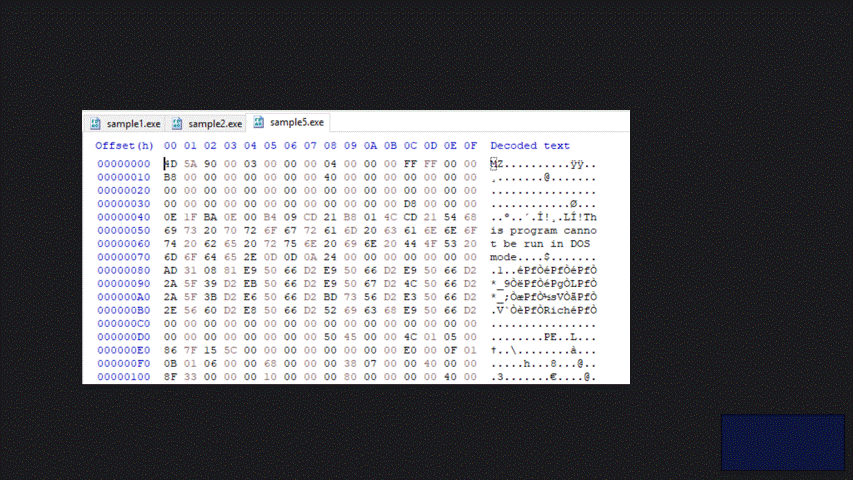 sample1.exe sample2.exe sample5.exe
Offset(h) 00 01 02 03 04 05 06 07 08 09 0A 0B 0C 0D 0E 0F Decoded text
00000000 4D 5A 90 00 03 00 00 00 04 00 00 00 FF FF 00 00 MZ..........ÿÿ..
00000010 B8 00 00 00 00 00 00 00 40 00 00 00 00 00 00 00 ¸.......@.......
00000020 00 00 00 00 00 00 00 00 00 00 00 00 00 00 00 00 ................
00000030 00 00 00 00 00 00 00 00 00 00 00 00 D8 00 00 00 ............Ø...
00000040 0E 1F BA 0E 00 B4 09 CD 21 B8 01 4C CD 21 54 68 ..º..´.Í!¸.LÍ!Th
00000050 69 73 20 70 72 6F 67 72 61 6D 20 63 61 6E 6E 6F is program canno
00000060 74 20 62 65 20 72 75 6E 20 69 6E 20 44 4F 53 20 t be run in DOS
00000070 6D 6F 64 65 2E 0D 0D 0A 24 00 00 00 00 00 00 00 mode....$.......
00000080 AD 31 08 81 E9 50 66 D2 E9 50 66 D2 E9 50 66 D2 .1..éPfÒéPfÒéPfÒ
00000090 2A 5F 39 D2 EB 50 66 D2 E9 50 67 D2 4C 50 66 D2 *_9ÒëPfÒéPgÒLPfÒ
000000A0 2A 5F 3B D2 E6 50 66 D2 BD 73 56 D2 E3 50 66 D2 *_;ÒæPfÒ½sVÒãPfÒ
000000B0 2E 56 60 D2 E8 50 66 D2 52 69 63 68 E9 50 66 D2 .V`ÒèPfÒRichéPfÒ
000000C0 00 00 00 00 00 00 00 00 00 00 00 00 00 00 00 00 ................
000000D0 00 00 00 00 00 00 00 00 50 45 00 00 4C 01 05 00 ........PE..L...
000000E0 86 7F 15 5C 00 00 00 00 00 00 00 00 E0 00 0F 01 †..\........à...
000000F0 0B 01 06 00 00 68 00 00 00 38 07 00 00 40 00 00 .....h...8...@..
00000100 8F 33 00 00 00 10 00 00 00 80 00 00 00 00 40 00 .3.......€....@.